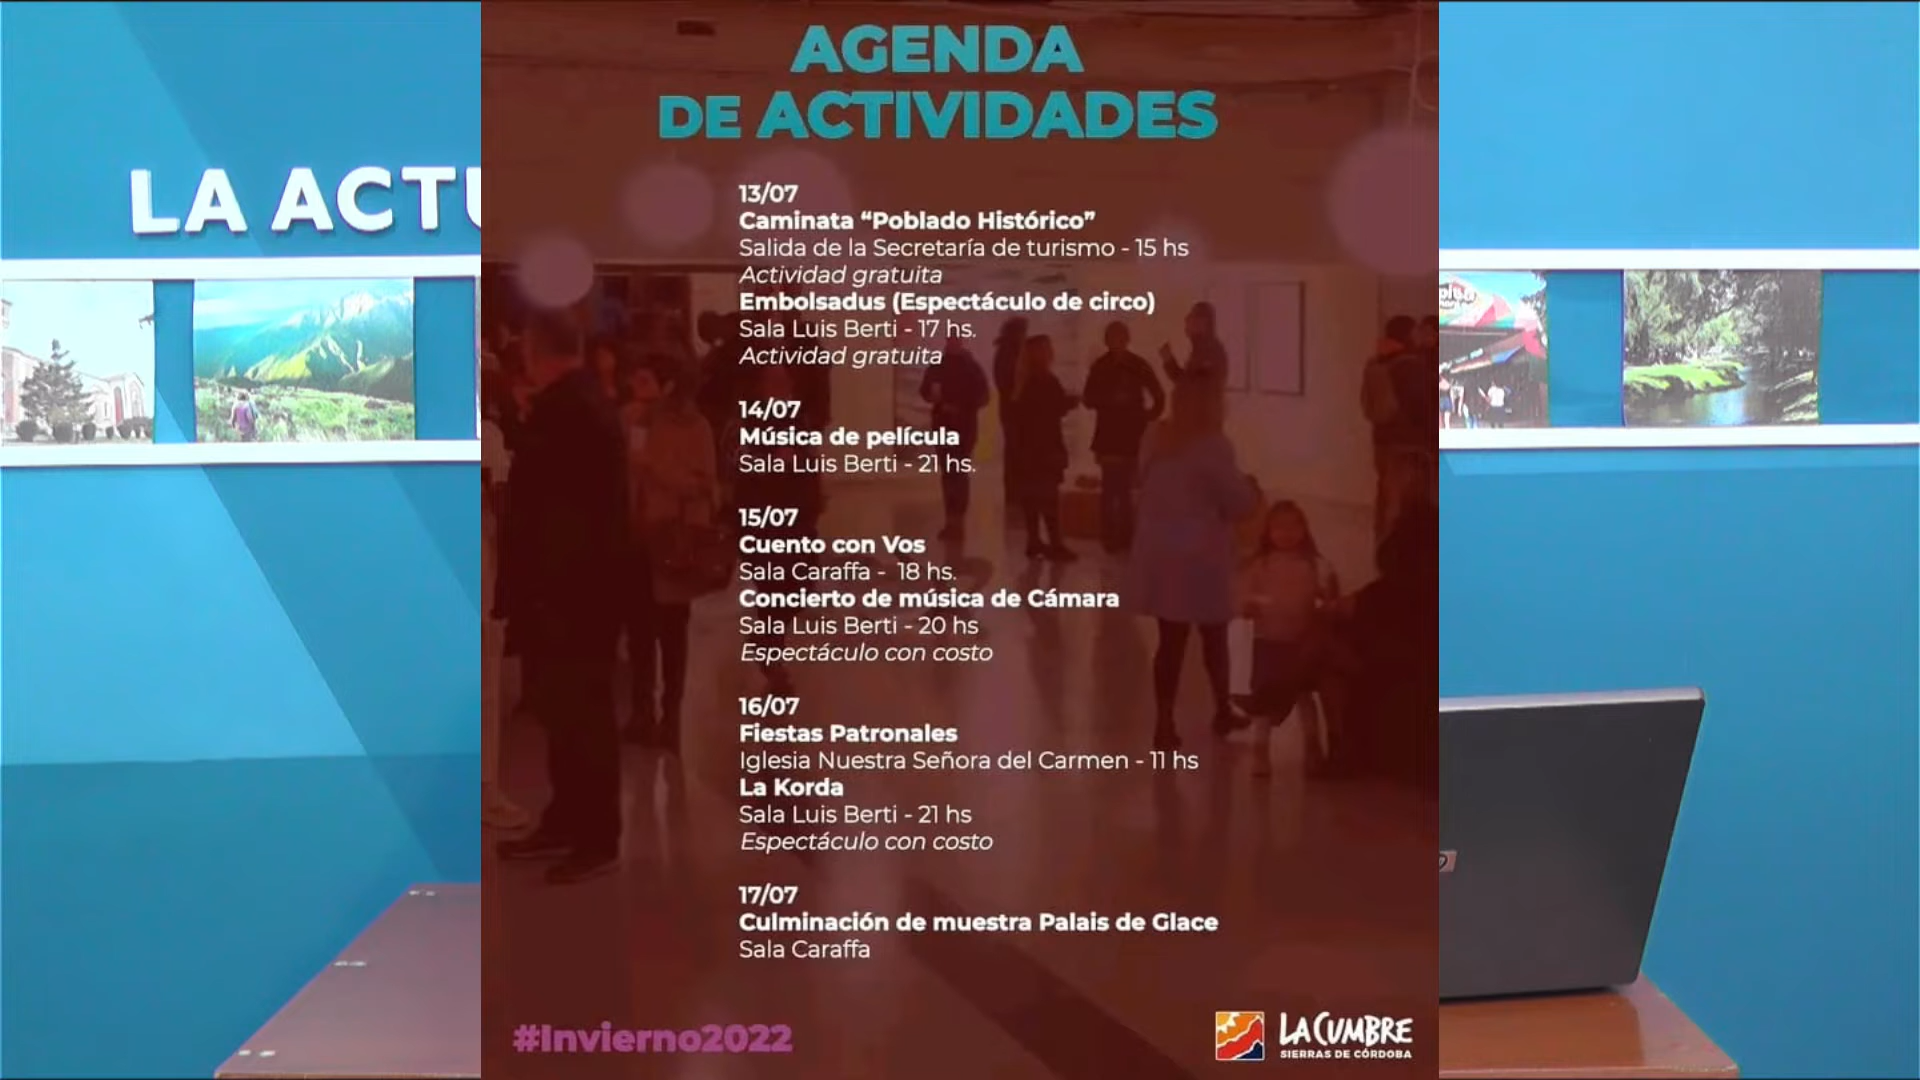 LA ACTU
AGENDA
DE ACTIVIDADES
13/07
Caminata “Poblado Histórico”
Salida de la Secretaría de turismo - 15 hs
Actividad gratuita
Embolsadus (Espectáculo de circo)
Sala Luis Berti - 17 hs.
Actividad gratuita
14/07
Música de película
Sala Luis Berti - 21 hs.
15/07
Cuento con Vos
Sala Caraffa - 18 hs.
Concierto de música de Cámara
Sala Luis Berti - 20 hs
Espectáculo con costo
16/07
Fiestas Patronales
Iglesia Nuestra Señora del Carmen - 11 hs
La Korda
Sala Luis Berti - 21 hs
Espectáculo con costo
17/07
Culminación de muestra Palais de Glace
Sala Caraffa
#Invierno2022
LA CUMBRE
SIERRAS DE CÓRDOBA